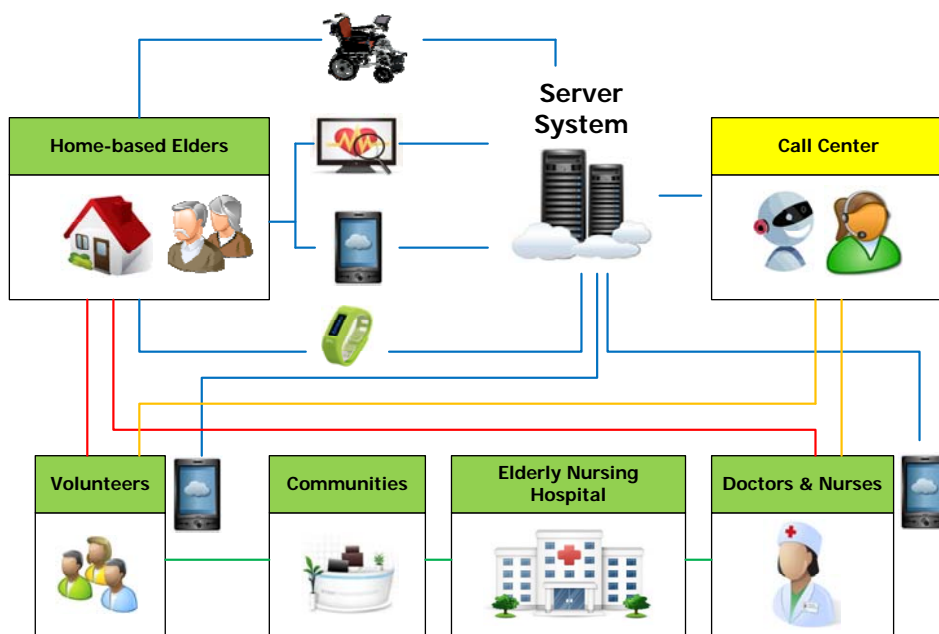 Server
System
Home-based Elders
Call Center
Volunteers
Communities
Elderly Nursing
Hospital
Doctors & Nurses